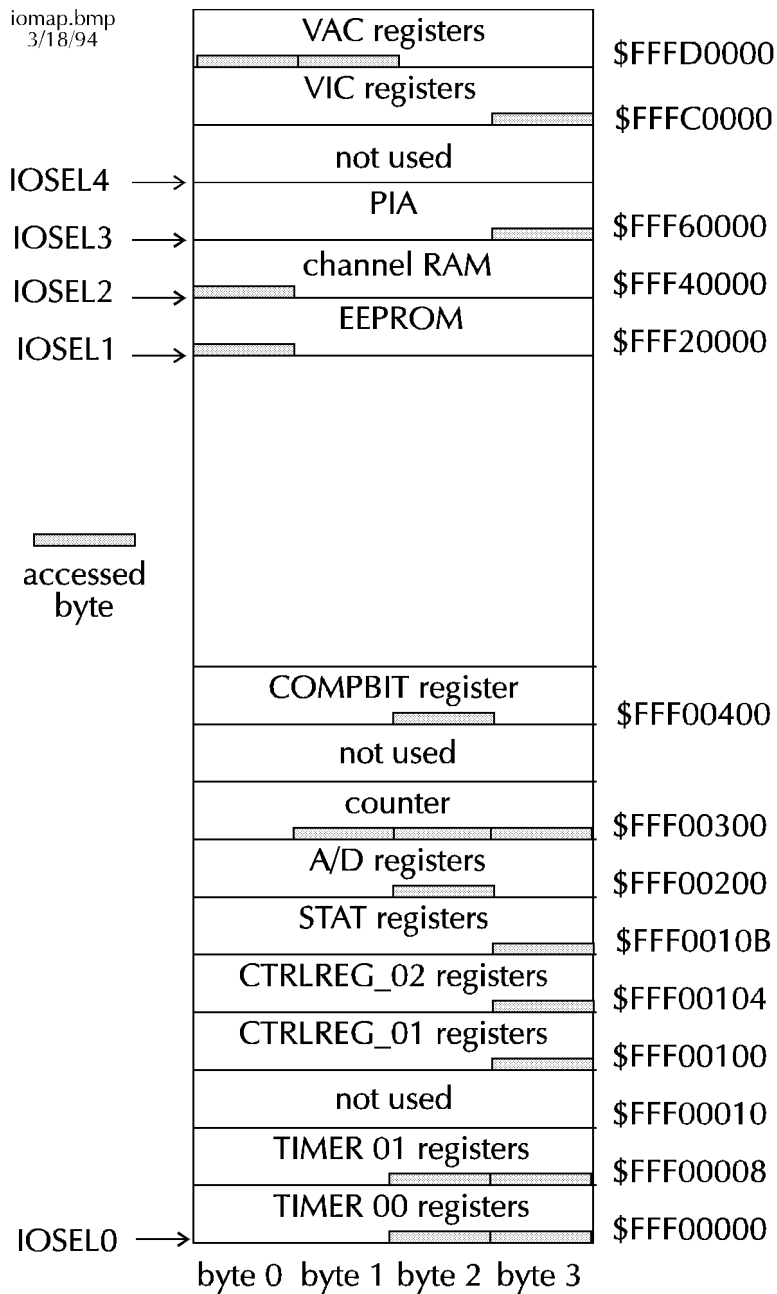 iomap.bmp
3/18/94
VAC registers
$FFFD0000
VIC registers
$FFFC0000
not used
IOSEL4
PIA
$FFF60000
IOSEL3
channel RAM
$FFF40000
IOSEL2
EEPROM
$FFF20000
IOSEL1
accessed
byte
COMPBIT register
$FFF00400
not used
counter
$FFF00300
A/D registers
$FFF00200
STAT registers
$FFF0010B
CTRLREG_02 registers
$FFF00104
CTRLREG_01 registers
$FFF00100
not used
$FFF00010
TIMER 01 registers
$FFF00008
TIMER 00 registers
$FFF00000
IOSEL0
byte 0 byte 1 byte 2 byte 3